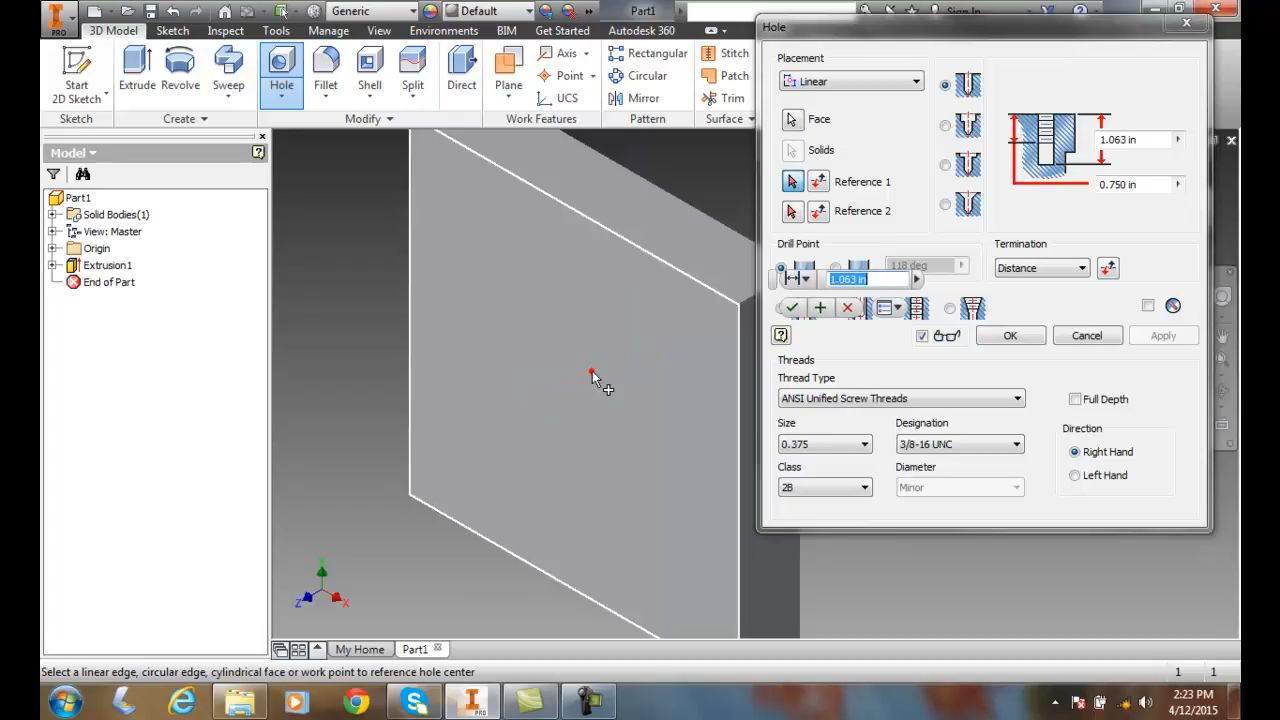 Generic
Default
Part1
Sign In
PRO
3D Model
Sketch
Inspect
Tools
Manage
View
Environments
BIM
Get Started
Autodesk 360
Start
2D Sketch
Extrude
Revolve
Sweep
Hole
Fillet
Shell
Split
Direct
Plane
Axis
Point
UCS
Rectangular
Circular
Mirror
Stitch
Patch
Trim
Sketch
Create
Modify
Work Features
Pattern
Surface
Model
Part1
Solid Bodies(1)
View: Master
Origin
Extrusion1
End of Part
Hole
Placement
Linear
Face
Solids
Reference 1
Reference 2
1.063 in
0.750 in
Drill Point
118 deg
Termination
Distance
1.063 in
OK
Cancel
Apply
Threads
Thread Type
ANSI Unified Screw Threads
Full Depth
Size
Designation
0.375
3/8-16 UNC
Direction
Right Hand
Left Hand
Class
Diameter
2B
Minor
Y
Z
X
My Home
Part1
Select a linear edge, circular edge, cylindrical face or work point to reference hole center
1
1
PRO
2:23 PM
4/12/2015